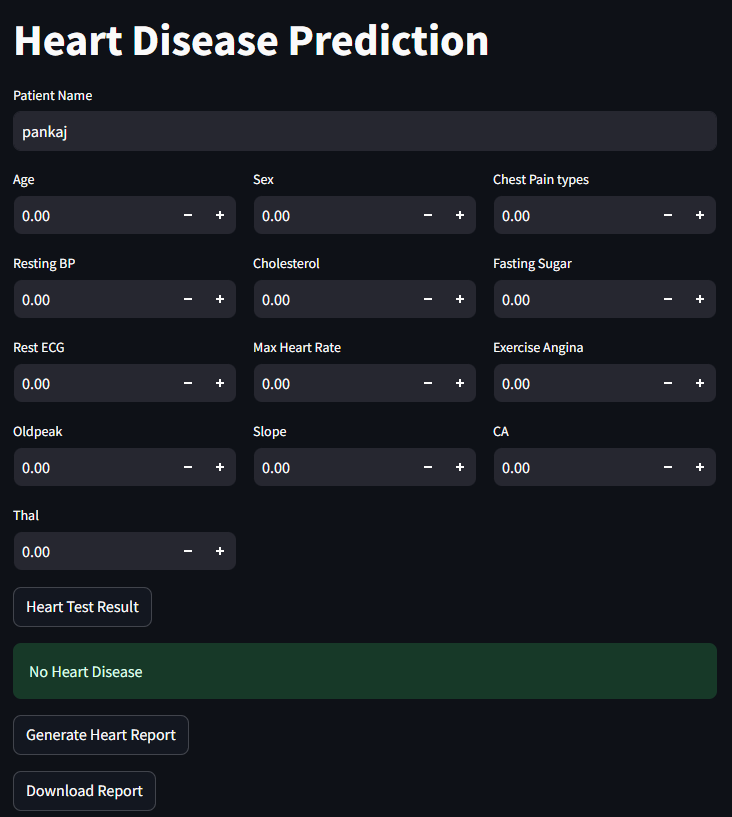 Heart Disease Prediction
Patient Name
pankaj
Age Sex Chest Pain types
0.00 − + 0.00 − + 0.00 − +
Resting BP Cholesterol Fasting Sugar
0.00 − + 0.00 − + 0.00 − +
Rest ECG Max Heart Rate Exercise Angina
0.00 − + 0.00 − + 0.00 − +
Oldpeak Slope CA
0.00 − + 0.00 − + 0.00 − +
Thal
0.00 − +
Heart Test Result
No Heart Disease
Generate Heart Report
Download Report